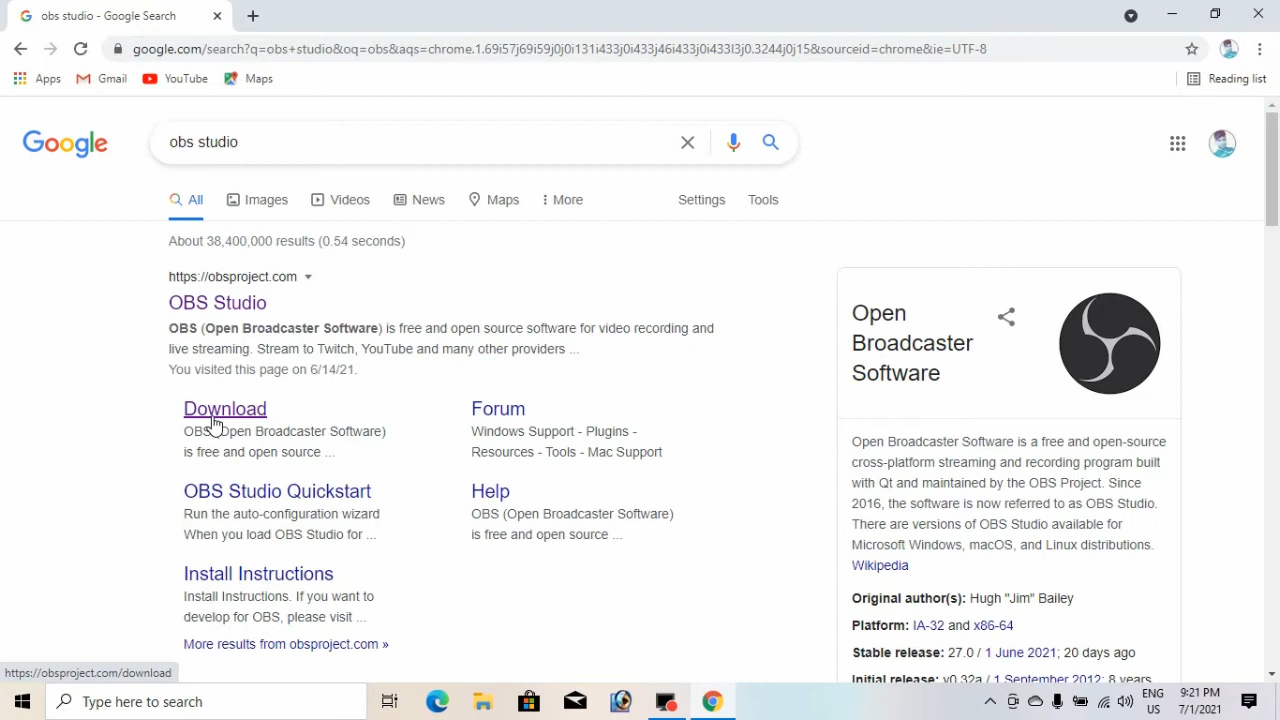 obs studio - Google Search
google.com/search?q=obs+studio&oq=obs&aqs=chrome.1.69i57j69i59j0j0i131i433j0i433j46i433j0i433l3j0.3244j0j15&sourceid=chrome&ie=UTF-8
Apps Gmail YouTube Maps Reading list
Google obs studio
All Images Videos News Maps More Settings Tools
About 38,400,000 results (0.54 seconds)
https://obsproject.com
OBS Studio
OBS (Open Broadcaster Software) is free and open source software for video recording and
live streaming. Stream to Twitch, YouTube and many other providers ...
You visited this page on 6/14/21.
Download
OBS (Open Broadcaster Software)
is free and open source ...
Forum
Windows Support - Plugins -
Resources - Tools - Mac Support
OBS Studio Quickstart
Run the auto-configuration wizard
When you load OBS Studio for ...
Help
OBS (Open Broadcaster Software)
is free and open source ...
Install Instructions
Install Instructions. If you want to
develop for OBS, please visit ...
More results from obsproject.com »
Open
Broadcaster
Software
Open Broadcaster Software is a free and open-source
cross-platform streaming and recording program built
with Qt and maintained by the OBS Project. Since
2016, the software is now referred to as OBS Studio.
There are versions of OBS Studio available for
Microsoft Windows, macOS, and Linux distributions.
Wikipedia
Original author(s): Hugh "Jim" Bailey
Platform: IA-32 and x86-64
Stable release: 27.0 / 1 June 2021; 20 days ago
Initial release: v0.32a / 1 September 2012; 8 years
https://obsproject.com/download
Type here to search
ENG
US
9:21 PM
7/1/2021